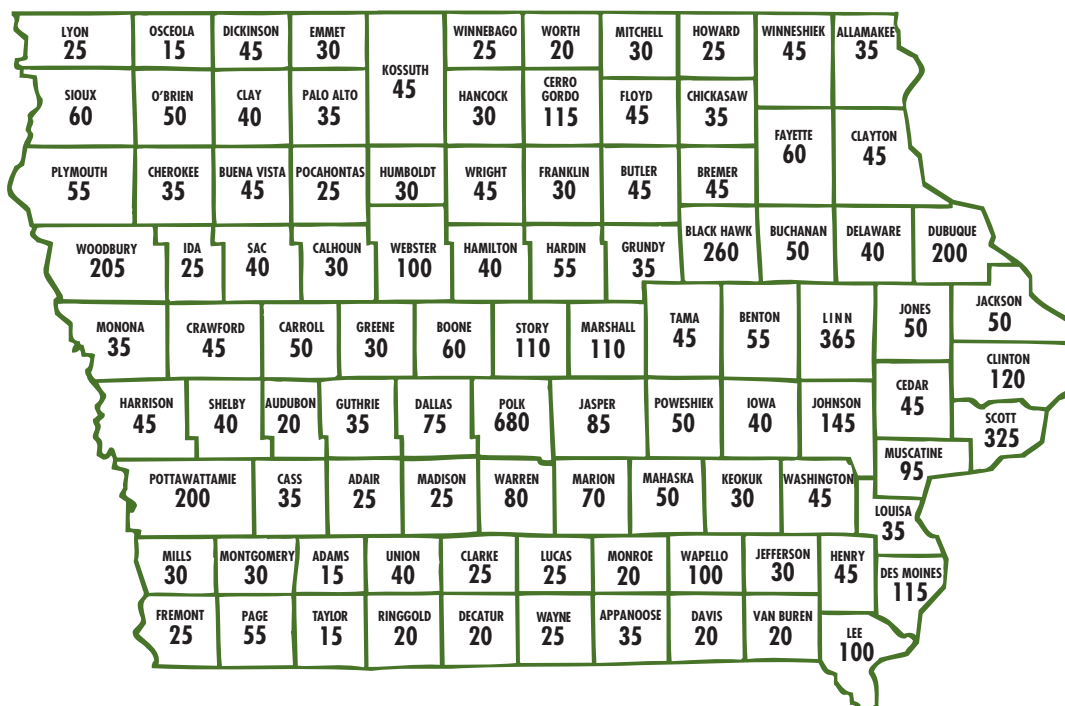 LYON
25
OSCEOLA
15
DICKINSON
45
EMMET
30
KOSSUTH
45
WINNEBAGO
25
WORTH
20
MITCHELL
30
HOWARD
25
WINNESHIEK
45
ALLAMAKEE
35
SIOUX
60
O'BRIEN
50
CLAY
40
PALO ALTO
35
HANCOCK
30
CERRO
GORDO
115
FLOYD
45
CHICKASAW
35
FAYETTE
60
CLAYTON
45
PLYMOUTH
55
CHEROKEE
35
BUENA VISTA
45
POCAHONTAS
25
HUMBOLDT
30
WRIGHT
45
FRANKLIN
30
BUTLER
45
BREMER
45
WOODBURY
205
IDA
25
SAC
40
CALHOUN
30
WEBSTER
100
HAMILTON
40
HARDIN
55
GRUNDY
35
BLACK HAWK
260
BUCHANAN
50
DELAWARE
40
DUBUQUE
200
MONONA
35
CRAWFORD
45
CARROLL
50
GREENE
30
BOONE
60
STORY
110
MARSHALL
110
TAMA
45
BENTON
55
LINN
365
JONES
50
JACKSON
50
CLINTON
120
HARRISON
45
SHELBY
40
AUDUBON
20
GUTHRIE
35
DALLAS
75
POLK
680
JASPER
85
POWESHIEK
50
IOWA
40
JOHNSON
145
CEDAR
45
SCOTT
325
MUSCATINE
95
POTTAWATTAMIE
200
CASS
35
ADAIR
25
MADISON
25
WARREN
80
MARION
70
MAHASKA
50
KEOKUK
30
WASHINGTON
45
LOUISA
35
MILLS
30
MONTGOMERY
30
ADAMS
15
UNION
40
CLARKE
25
LUCAS
25
MONROE
20
WAPELLO
100
JEFFERSON
30
HENRY
45
DES MOINES
115
FREMONT
25
PAGE
55
TAYLOR
15
RINGGOLD
20
DECATUR
20
WAYNE
25
APPANOOSE
35
DAVIS
20
VAN BUREN
20
LEE
100